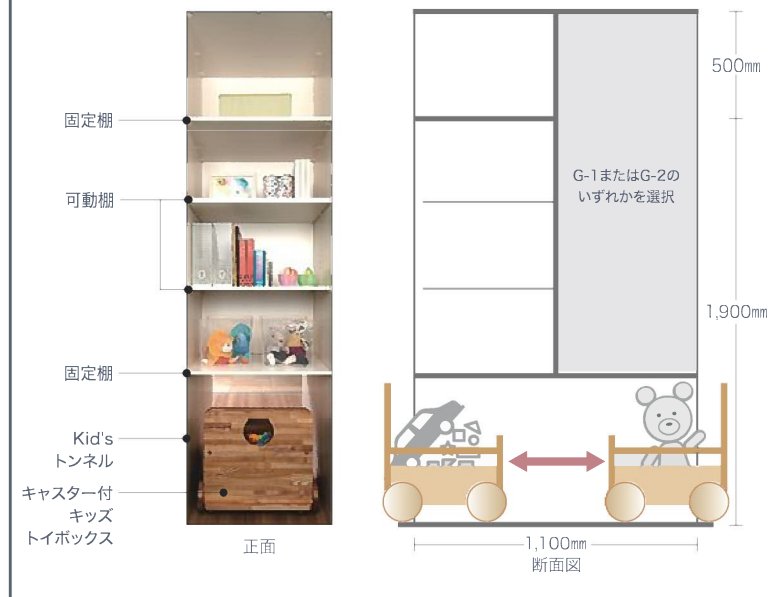 固定棚
可動棚
固定棚
Kid's
トンネル
キャスター付
キッズ
トイボックス
正面
500mm
G-1またはG-2の
いずれかを選択
1,900mm
1,100mm
断面図